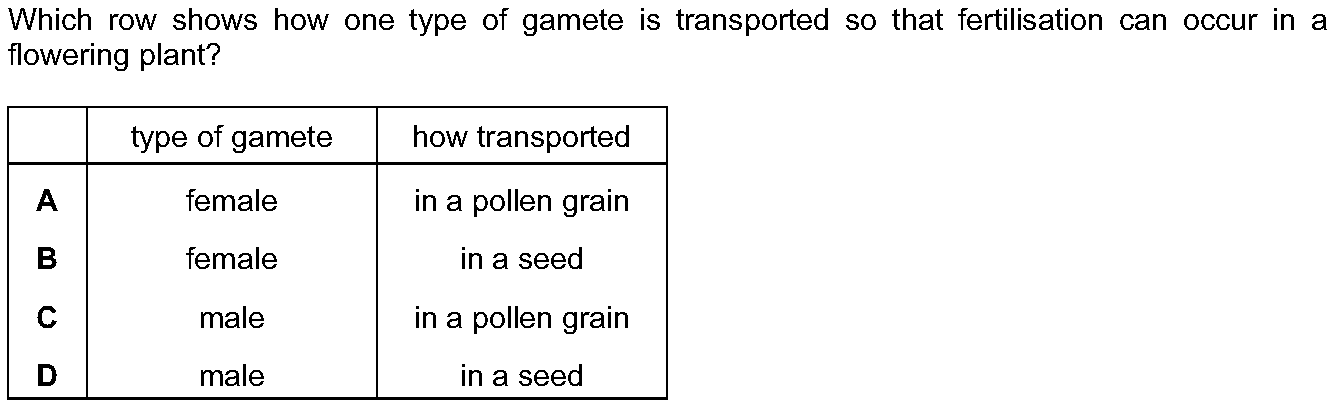 Which row shows how one type of gamete is transported so that fertilisation can occur in a
flowering plant?
type of gamete how transported
A female in a pollen grain
B female in a seed
C male in a pollen grain
D male in a seed